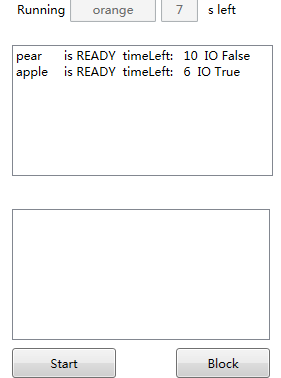 Running orange 7 s left
pear is READY timeLeft: 10 IO False
apple is READY timeLeft: 6 IO True
Start Block